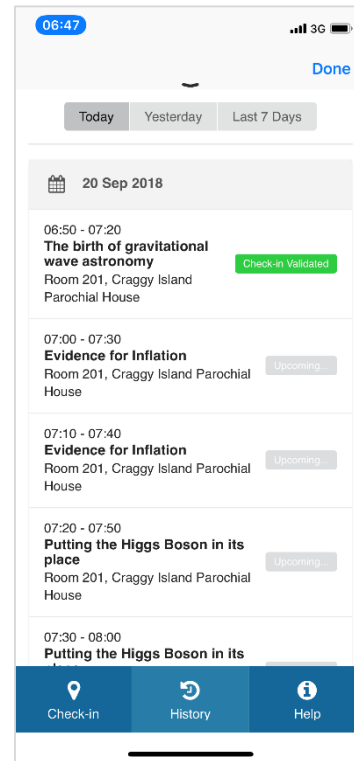 06:47 3G
Done
Today Yesterday Last 7 Days
20 Sep 2018
06:50 - 07:20
The birth of gravitational
wave astronomy
Check-in Validated
Room 201, Craggy Island
Parochial House
07:00 - 07:30
Evidence for Inflation
Upcoming...
Room 201, Craggy Island Parochial
House
07:10 - 07:40
Evidence for Inflation
Upcoming...
Room 201, Craggy Island Parochial
House
07:20 - 07:50
Putting the Higgs Boson in its
place
Upcoming...
Room 201, Craggy Island Parochial
House
07:30 - 08:00
Putting the Higgs Boson in its
Check-in History Help